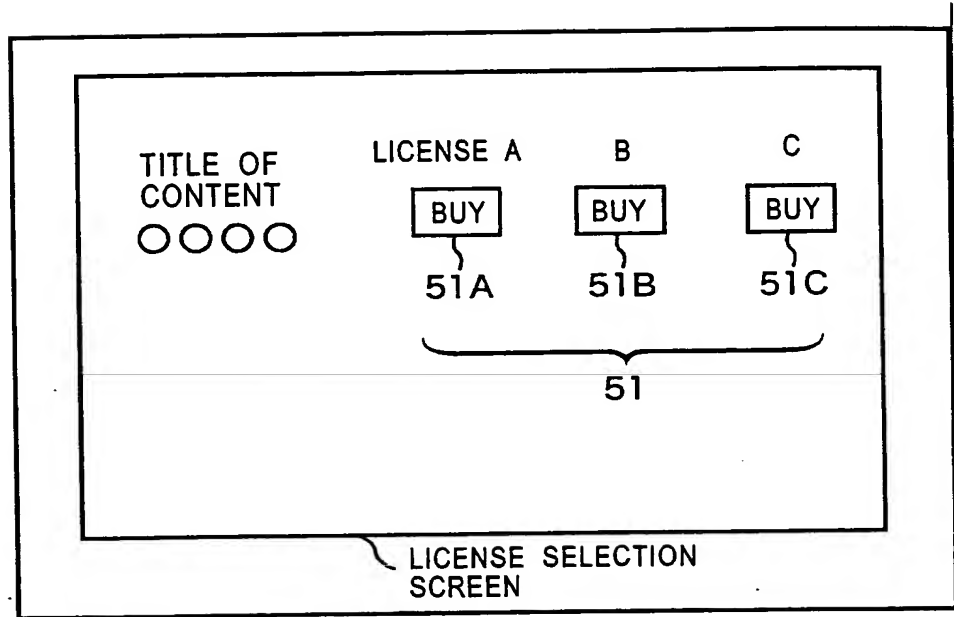 TITLE OF
CONTENT
○○○○
LICENSE A B C
BUY BUY BUY
51A 51B 51C
51
LICENSE SELECTION
SCREEN